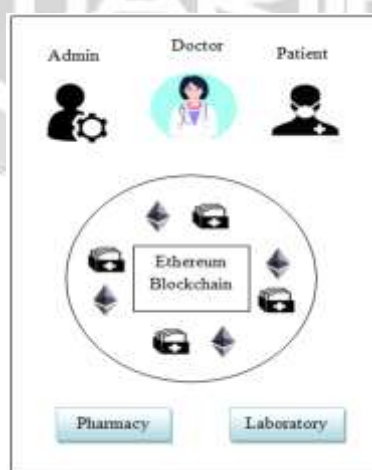 Admin
Doctor
Patient
Ethereum
Blockchain
Pharmacy
Laboratory